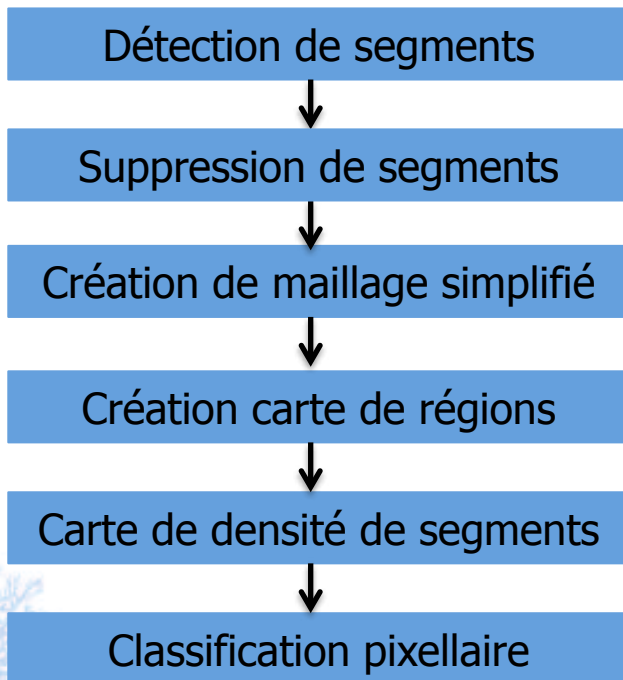 Détection de segments
Suppression de segments
Création de maillage simplifié
Création carte de régions
Carte de densité de segments
Classification pixellaire